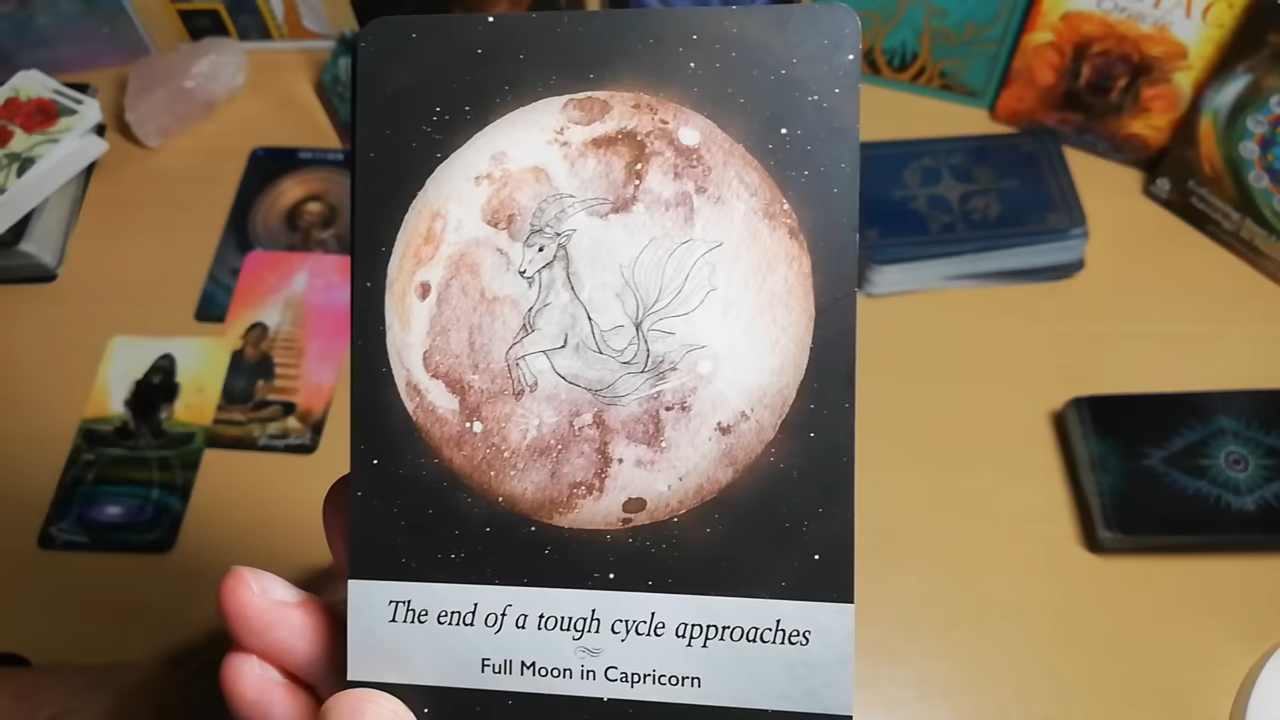 The end of a tough cycle approaches
Full Moon in Capricorn